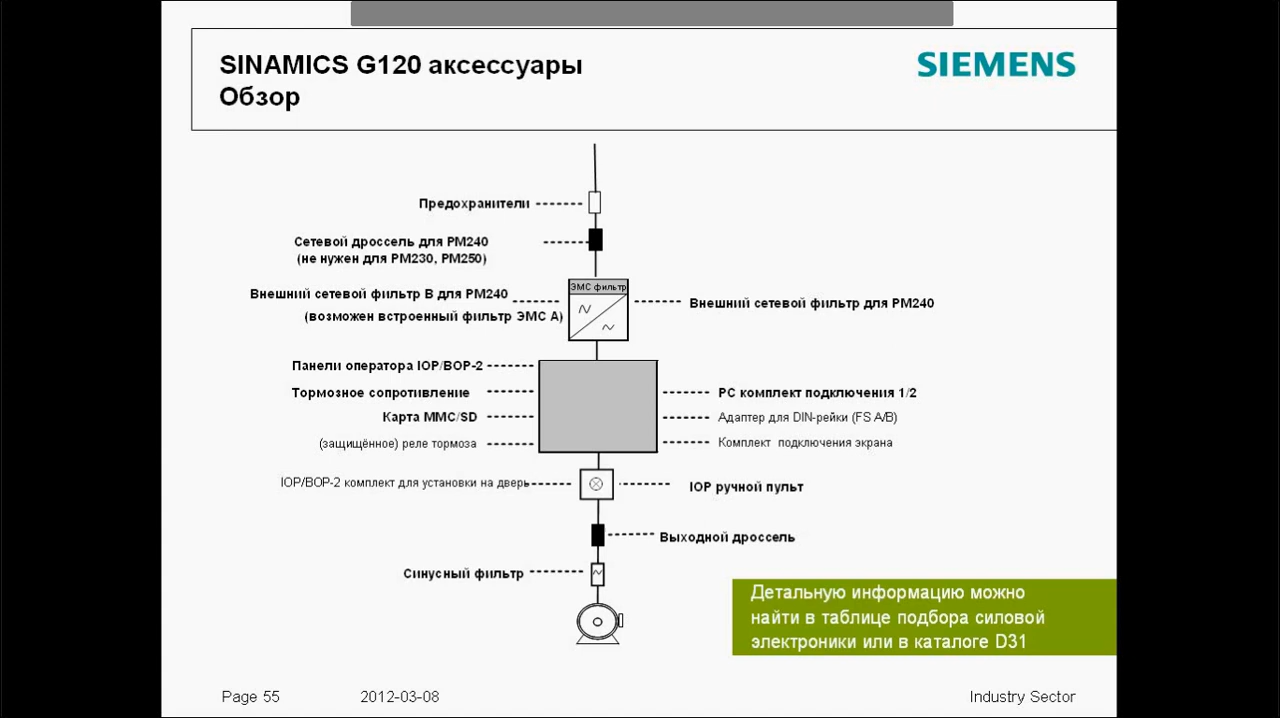 SINAMICS G120 аксессуары
Обзор
SIEMENS
Предохранители
Сетевой дроссель для PM240
(не нужен для PM230, PM250)
ЭМС фильтр
Внешний сетевой фильтр B для PM240
(возможен встроенный фильтр ЭМС A)
Внешний сетевой фильтр для PM240
Панели оператора IOP/BOP-2
Тормозное сопротивление
Карта MMC/SD
(защищённое) реле тормоза
PC комплект подключения 1/2
Адаптер для DIN-рейки (FS A/B)
Комплект подключения экрана
IOP/BOP-2 комплект для установки на дверь
IOP ручной пульт
Выходной дроссель
Синусный фильтр
Детальную информацию можно
найти в таблице подбора силовой
электроники или в каталоге D31
Page 55
2012-03-08
Industry Sector